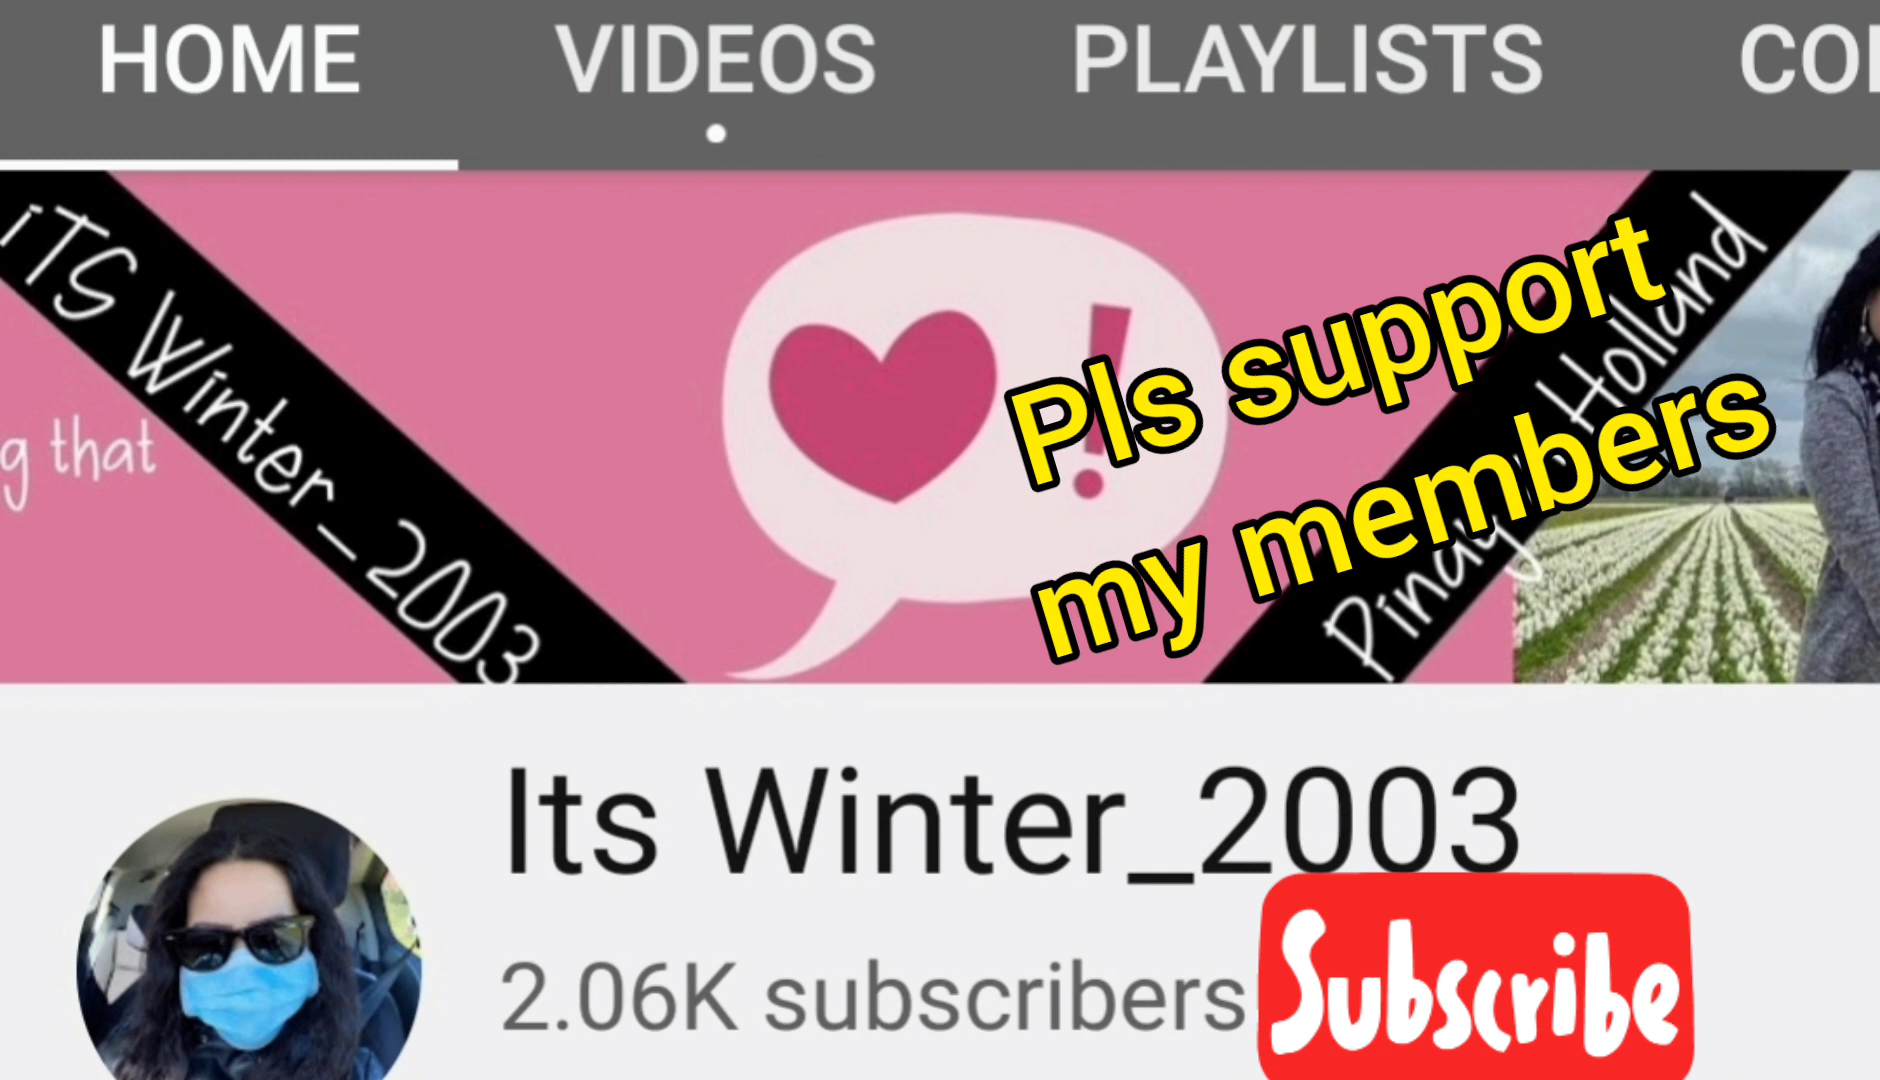 HOME VIDEOS PLAYLISTS
iTS Winter_2003
g that
!
Pls support
my members
Pinay Holland
Its Winter_2003
2.06K subscribers
Subscribe